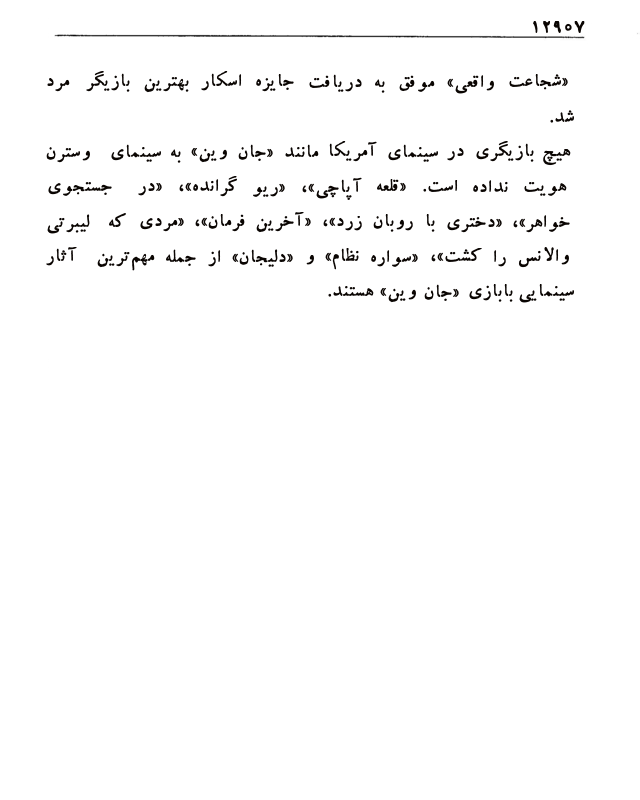 ۱۲۹۰۷
«شجاعت واقعی» موفق به دریافت جایزه اسکار بهترین بازیگر مرد
شد.
هیچ بازیگری در سینمای آمریکا مانند «جان وین» به سینمای وسترن
هویت نداده است. «قلعه آپاچی»، «ریو گرانده»، «در جستجوی
خواهر»، «دختری با روبان زرد»، «آخرین فرمان»، «مردی که لیبرتی
والانس را کشت»، «سواره نظام» و «دلیجان» از جمله مهم‌ترین آثار
سینمایی بابازی «جان وین» هستند.